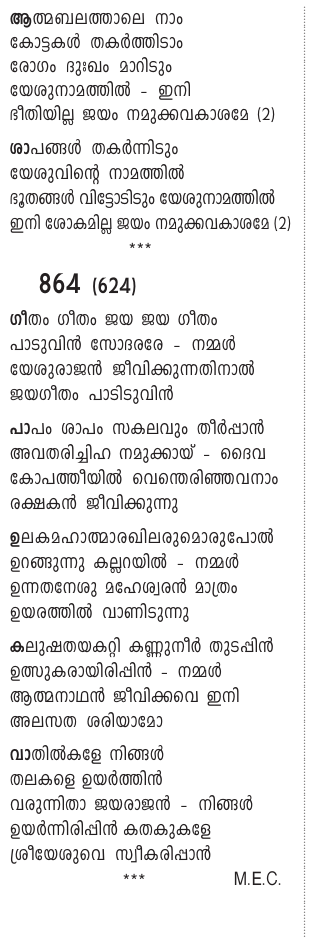 ആത്മബലത്താലെ നാം
കോട്ടകൾ തകർത്തിടാം
രോഗം ദുഃഖം മാറിടും
യേശുനാമത്തിൽ - ഇനി
ഭീതിയില്ല ജയം നമുക്കവകാശമേ (2)
ശാപങ്ങൾ തകർന്നിടും
യേശുവിന്റെ നാമത്തിൽ
ഭൂതങ്ങൾ വിട്ടോടിടും യേശുനാമത്തിൽ
ഇനി ശോകമില്ല ജയം നമുക്കവകാശമേ (2)
***
864 (624)
ഗീതം ഗീതം ജയ ജയ ഗീതം
പാടുവിൻ സോദരരേ - നമ്മൾ
യേശുരാജൻ ജീവിക്കുന്നതിനാൽ
ജയഗീതം പാടിടുവിൻ
പാപം ശാപം സകലവും തീർപ്പാൻ
അവതരിച്ചിഹ നമുക്കായ് - ദൈവ
കോപത്തീയിൽ വെന്തെരിഞ്ഞവനാം
രക്ഷകൻ ജീവിക്കുന്നു
ഉലകമഹാത്മാരഖിലരുമൊരുപോൽ
ഉറങ്ങുന്നു കല്ലറയിൽ - നമ്മൾ
ഉന്നതനേശു മഹേശ്വരൻ മാത്രം
ഉയരത്തിൽ വാണിടുന്നു
കലുഷതയകറ്റി കണ്ണുനീർ തുടപ്പിൻ
ഉത്സുകരായിരിപ്പിൻ - നമ്മൾ
ആത്മനാഥൻ ജീവിക്കവെ ഇനി
അലസത ശരിയാമോ
വാതിൽകളേ നിങ്ങൾ
തലകളെ ഉയർത്തിൻ
വരുന്നിതാ ജയരാജൻ - നിങ്ങൾ
ഉയർന്നിരിപ്പിൻ കതകുകളേ
ശ്രീയേശുവെ സ്വീകരിപ്പാൻ
*** M.E.C.